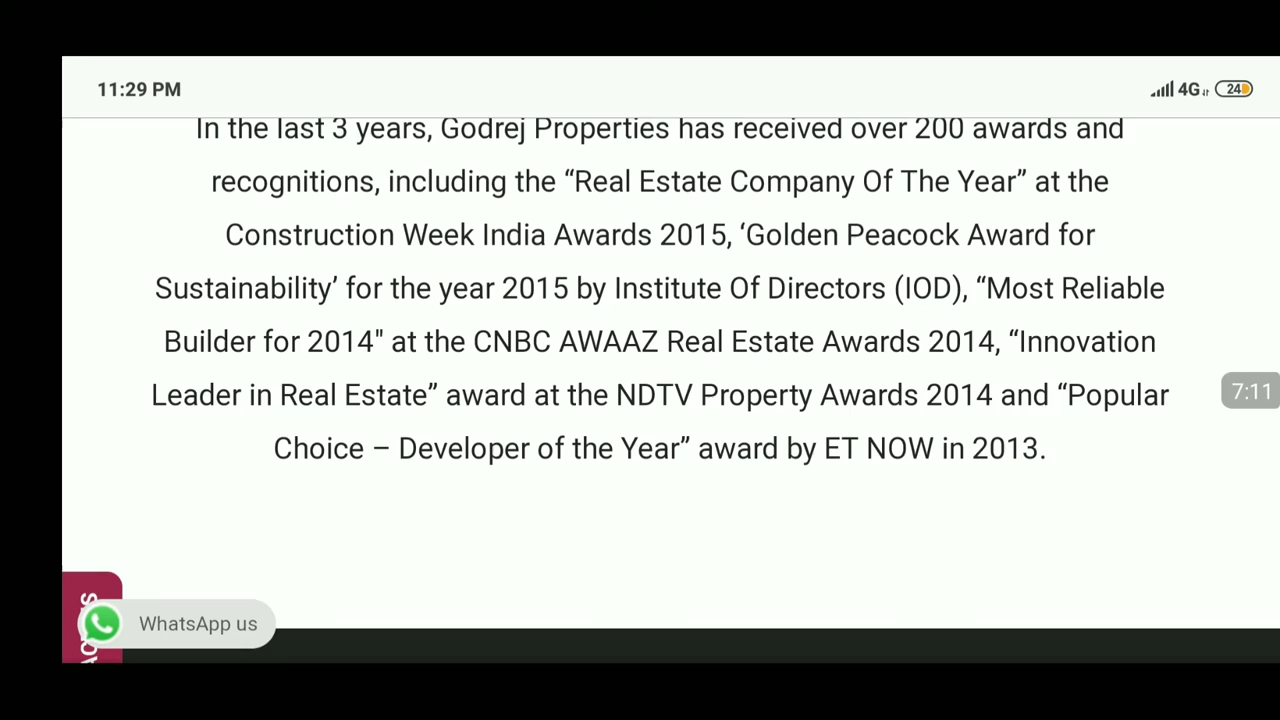 11:29 PM
4G
24
In the last 3 years, Godrej Properties has received over 200 awards and
recognitions, including the “Real Estate Company Of The Year” at the
Construction Week India Awards 2015, ‘Golden Peacock Award for
Sustainability’ for the year 2015 by Institute Of Directors (IOD), “Most Reliable
Builder for 2014" at the CNBC AWAAZ Real Estate Awards 2014, “Innovation
Leader in Real Estate” award at the NDTV Property Awards 2014 and “Popular
7:11
Choice – Developer of the Year” award by ET NOW in 2013.
WhatsApp us